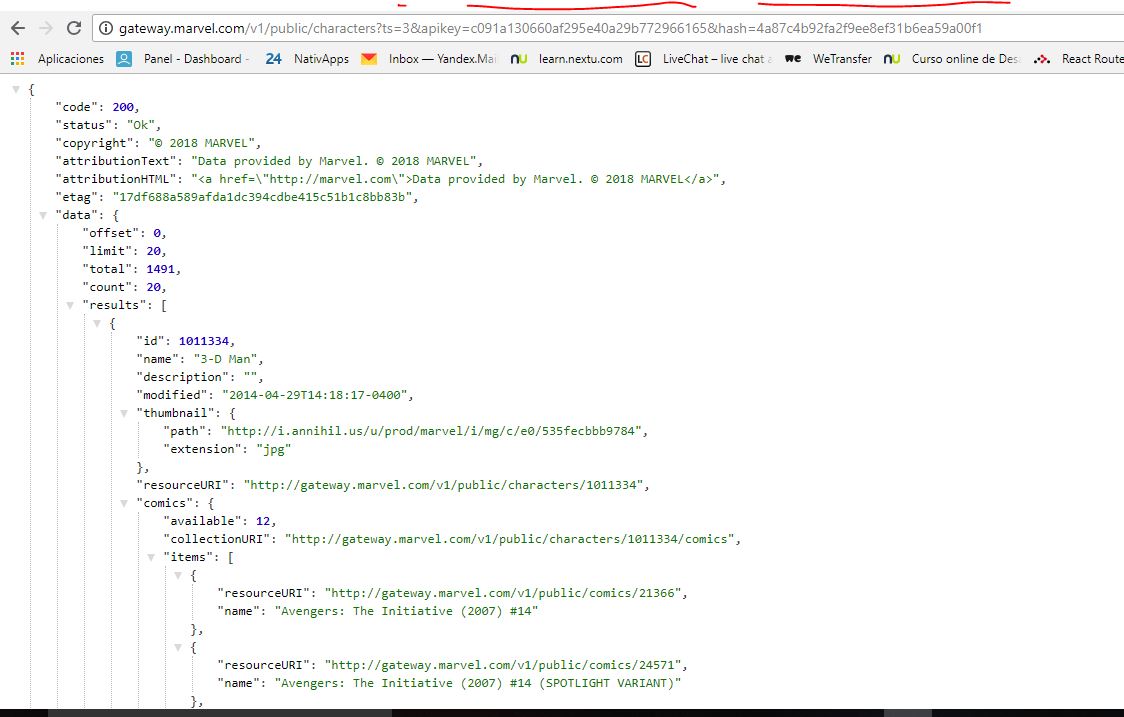 gateway.marvel.com/v1/public/characters?ts=3&apikey=c091a130660af295e40a29b772966165&hash=4a87c4b92fa2f9ee8ef31b6ea59a00f1
Aplicaciones Panel - Dashboard - 24 NativApps Inbox — Yandex.Mai nu learn.nextu.com LC LiveChat – live chat a we WeTransfer nu Curso online de Des React Route
{
"code": 200,
"status": "Ok",
"copyright": "© 2018 MARVEL",
"attributionText": "Data provided by Marvel. © 2018 MARVEL",
"attributionHTML": "<a href=\"http://marvel.com\">Data provided by Marvel. © 2018 MARVEL</a>",
"etag": "17df688a589afda1dc394cdbe415c51b1c8bb83b",
"data": {
"offset": 0,
"limit": 20,
"total": 1491,
"count": 20,
"results": [
{
"id": 1011334,
"name": "3-D Man",
"description": "",
"modified": "2014-04-29T14:18:17-0400",
"thumbnail": {
"path": "http://i.annihil.us/u/prod/marvel/i/mg/c/e0/535fecbbb9784",
"extension": "jpg"
},
"resourceURI": "http://gateway.marvel.com/v1/public/characters/1011334",
"comics": {
"available": 12,
"collectionURI": "http://gateway.marvel.com/v1/public/characters/1011334/comics",
"items": [
{
"resourceURI": "http://gateway.marvel.com/v1/public/comics/21366",
"name": "Avengers: The Initiative (2007) #14"
},
{
"resourceURI": "http://gateway.marvel.com/v1/public/comics/24571",
"name": "Avengers: The Initiative (2007) #14 (SPOTLIGHT VARIANT)"
},